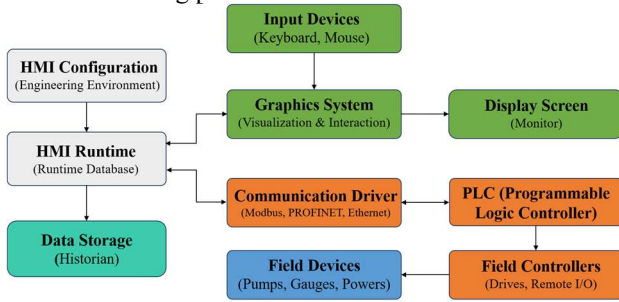 Input Devices
(Keyboard, Mouse)
HMI Configuration
(Engineering Environment)
Graphics System
(Visualization & Interaction)
Display Screen
(Monitor)
HMI Runtime
(Runtime Database)
Communication Driver
(Modbus, PROFINET, Ethernet)
PLC (Programmable
Logic Controller)
Data Storage
(Historian)
Field Devices
(Pumps, Gauges, Powers)
Field Controllers
(Drives, Remote I/O)